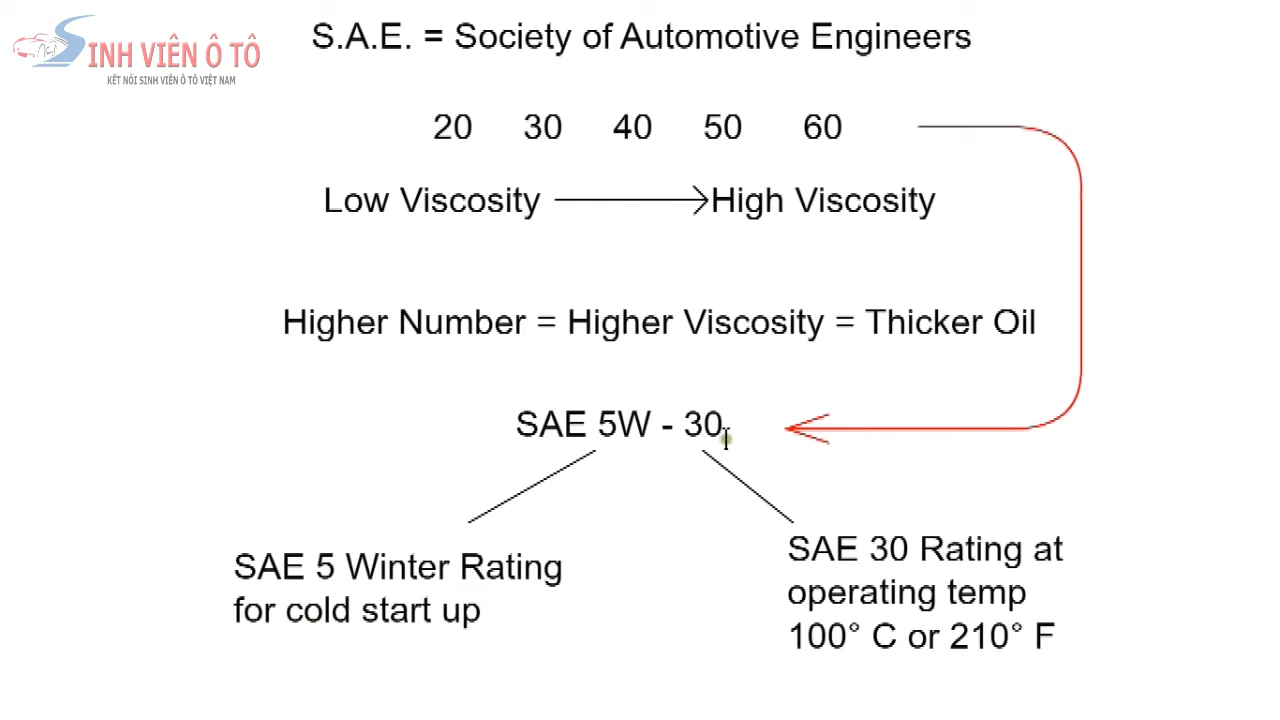 SINH VIÊN Ô TÔ
KẾT NỐI SINH VIÊN Ô TÔ VIỆT NAM
S.A.E. = Society of Automotive Engineers
20 30 40 50 60
Low Viscosity High Viscosity
Higher Number = Higher Viscosity = Thicker Oil
SAE 5W - 30
SAE 5 Winter Rating
for cold start up
SAE 30 Rating at
operating temp
100° C or 210° F